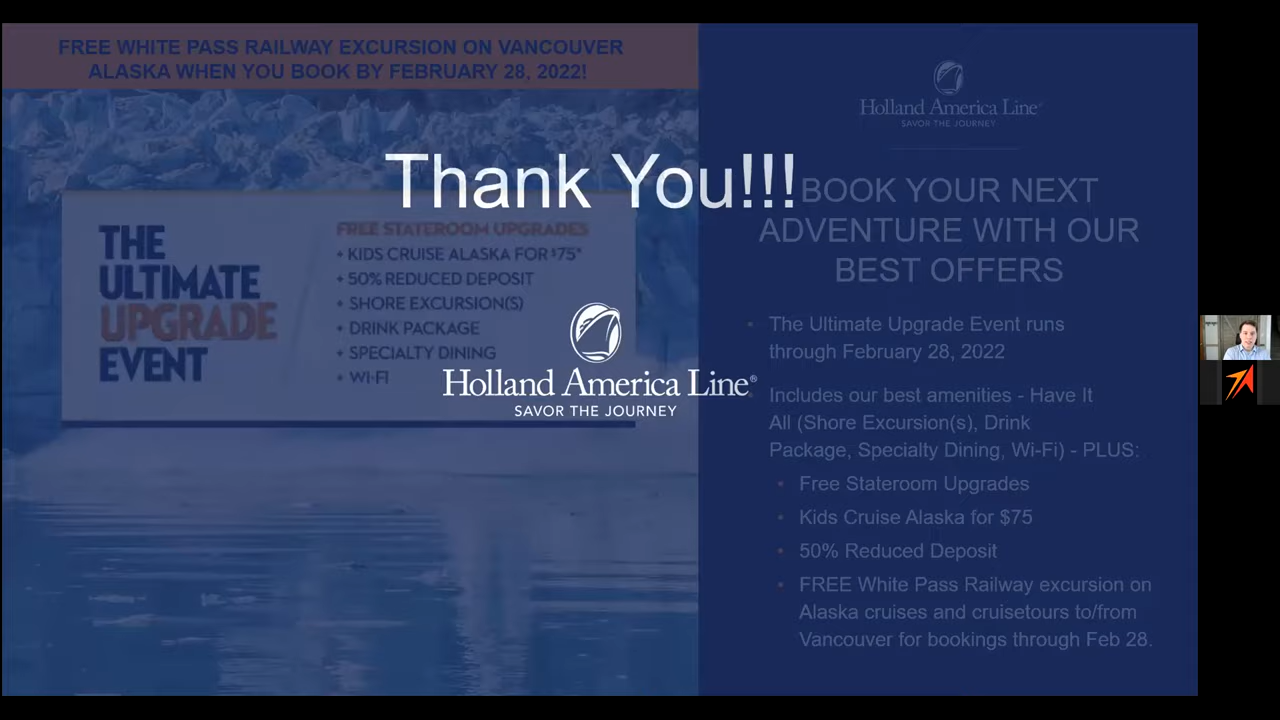 FREE WHITE PASS RAILWAY EXCURSION ON VANCOUVER
ALASKA WHEN YOU BOOK BY FEBRUARY 28, 2022!
Thank You!!!
THE
ULTIMATE
UPGRADE
EVENT
FREE STATEROOM UPGRADES
+ KIDS CRUISE ALASKA FOR $75*
+ 50% REDUCED DEPOSIT
+ SHORE EXCURSION(S)
+ DRINK PACKAGE
+ SPECIALTY DINING
+ WI-FI
Holland America Line®
SAVOR THE JOURNEY
Holland America Line®
SAVOR THE JOURNEY
BOOK YOUR NEXT
ADVENTURE WITH OUR
BEST OFFERS
• The Ultimate Upgrade Event runs
through February 28, 2022
• Includes our best amenities - Have It
All (Shore Excursion(s), Drink
Package, Specialty Dining, Wi-Fi) - PLUS:
• Free Stateroom Upgrades
• Kids Cruise Alaska for $75
• 50% Reduced Deposit
• FREE White Pass Railway excursion on
Alaska cruises and cruisetours to/from
Vancouver for bookings through Feb 28.